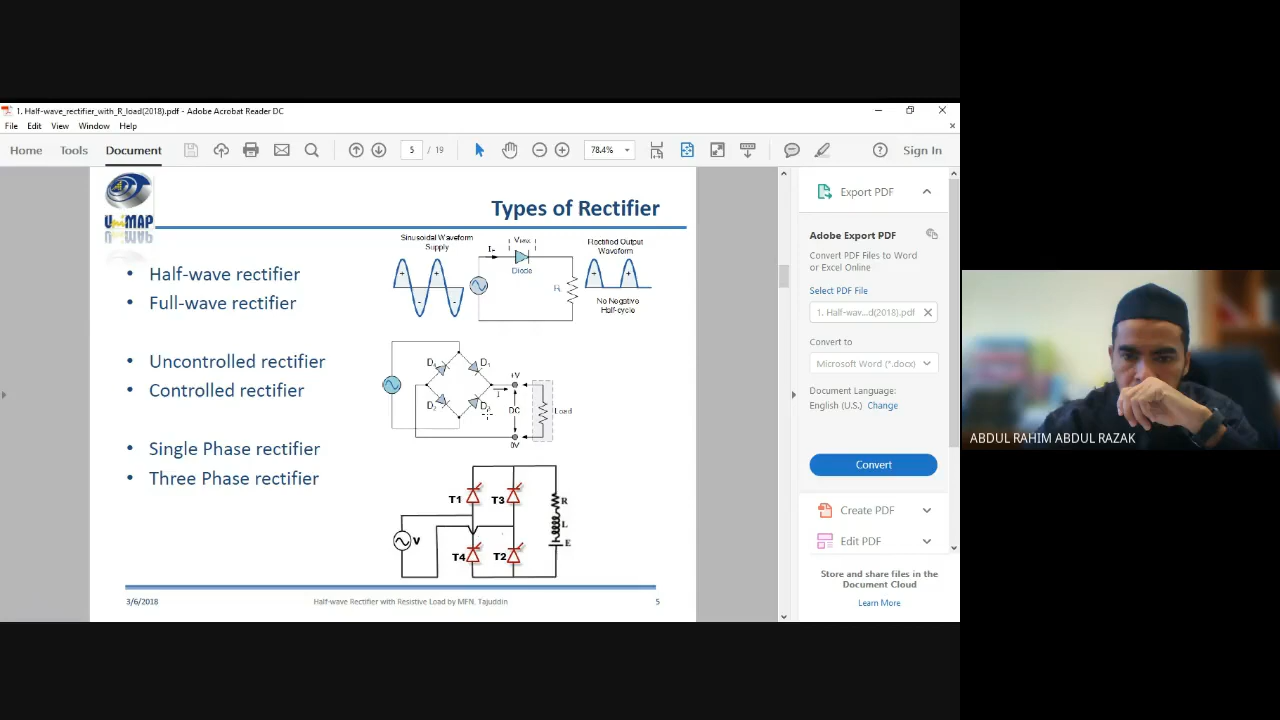 1. Half-wave_rectifier_with_R_load(2018).pdf - Adobe Acrobat Reader DC
File Edit View Window Help
Home Tools Document 5 / 19 78.4% Sign In
UniMAP
Types of Rectifier
Sinusoidal Waveform
Supply
Diode
Rectified Output
Waveform
No Negative
Half-cycle
+ + - -
+ +
• Half-wave rectifier
• Full-wave rectifier
• Uncontrolled rectifier
• Controlled rectifier
• Single Phase rectifier
• Three Phase rectifier
+V
DC
0V
Load
T1 T3
R
L
E
V
T4 T2
3/6/2018 Half-wave Rectifier with Resistive Load by MFN. Tajuddin 5
Export PDF
Adobe Export PDF
Convert PDF Files to Word
or Excel Online
Select PDF File
1. Half-wav...d(2018).pdf
Convert to
Microsoft Word (*.docx)
Document Language:
English (U.S.) Change
Convert
Create PDF
Edit PDF
Store and share files in the
Document Cloud
Learn More
ABDUL RAHIM ABDUL RAZAK